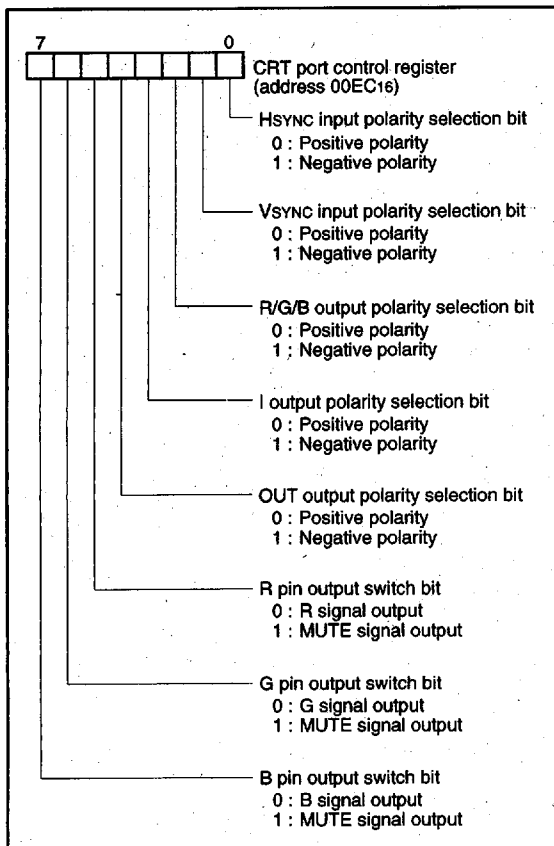 7 0
CRT port control register
(address 00EC16)
HSYNC input polarity selection bit
0 : Positive polarity
1 : Negative polarity
VSYNC input polarity selection bit
0 : Positive polarity
1 : Negative polarity
R/G/B output polarity selection bit
0 : Positive polarity
1 : Negative polarity
I output polarity selection bit
0 : Positive polarity
1 : Negative polarity
OUT output polarity selection bit
0 : Positive polarity
1 : Negative polarity
R pin output switch bit
0 : R signal output
1 : MUTE signal output
G pin output switch bit
0 : G signal output
1 : MUTE signal output
B pin output switch bit
0 : B signal output
1 : MUTE signal output